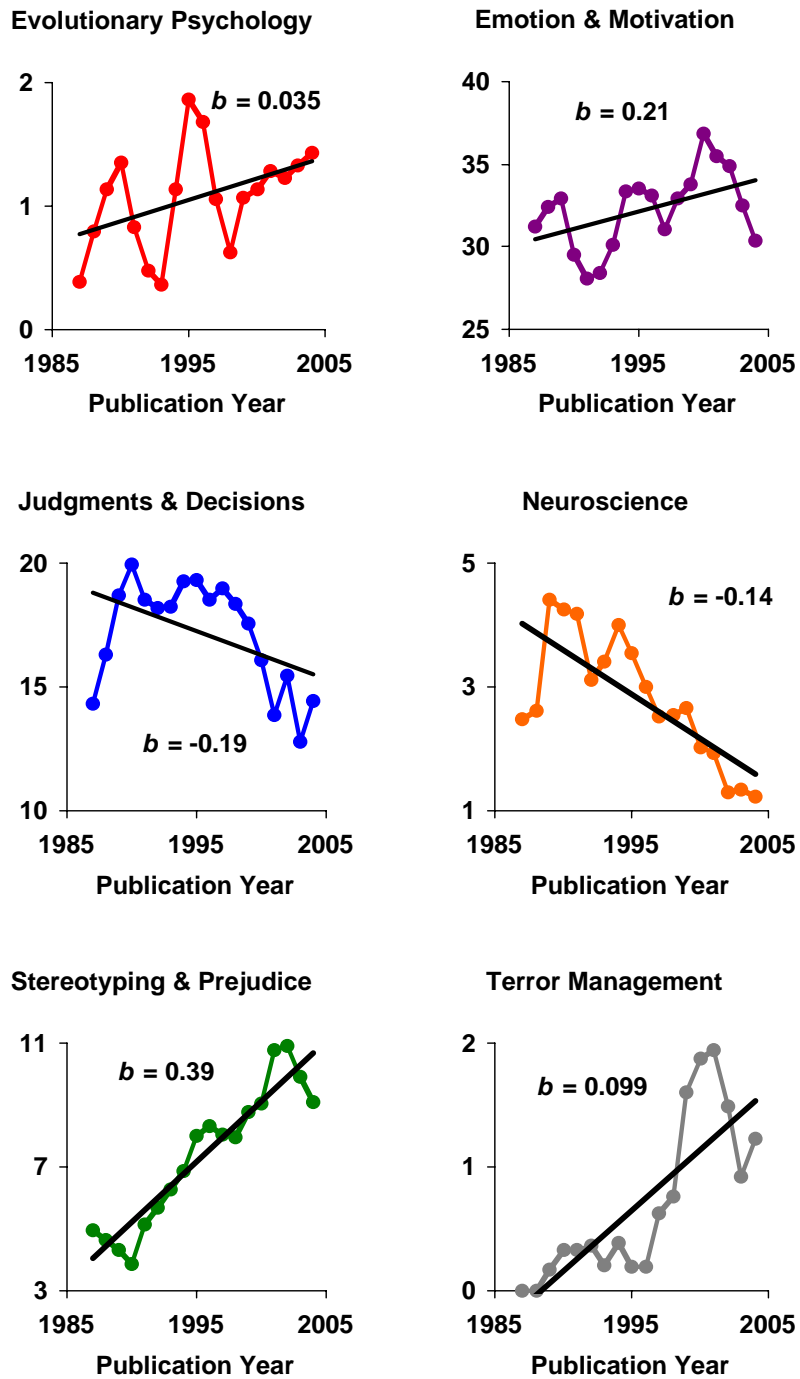 Evolutionary Psychology
2
1
0
b = 0.035
1985 1995 2005
Publication Year
Emotion & Motivation
40
35
30
25
b = 0.21
1985 1995 2005
Publication Year
Judgments & Decisions
20
15
10
b = -0.19
1985 1995 2005
Publication Year
Neuroscience
5
3
1
b = -0.14
1985 1995 2005
Publication Year
Stereotyping & Prejudice
11
7
3
b = 0.39
1985 1995 2005
Publication Year
Terror Management
2
1
0
b = 0.099
1985 1995 2005
Publication Year